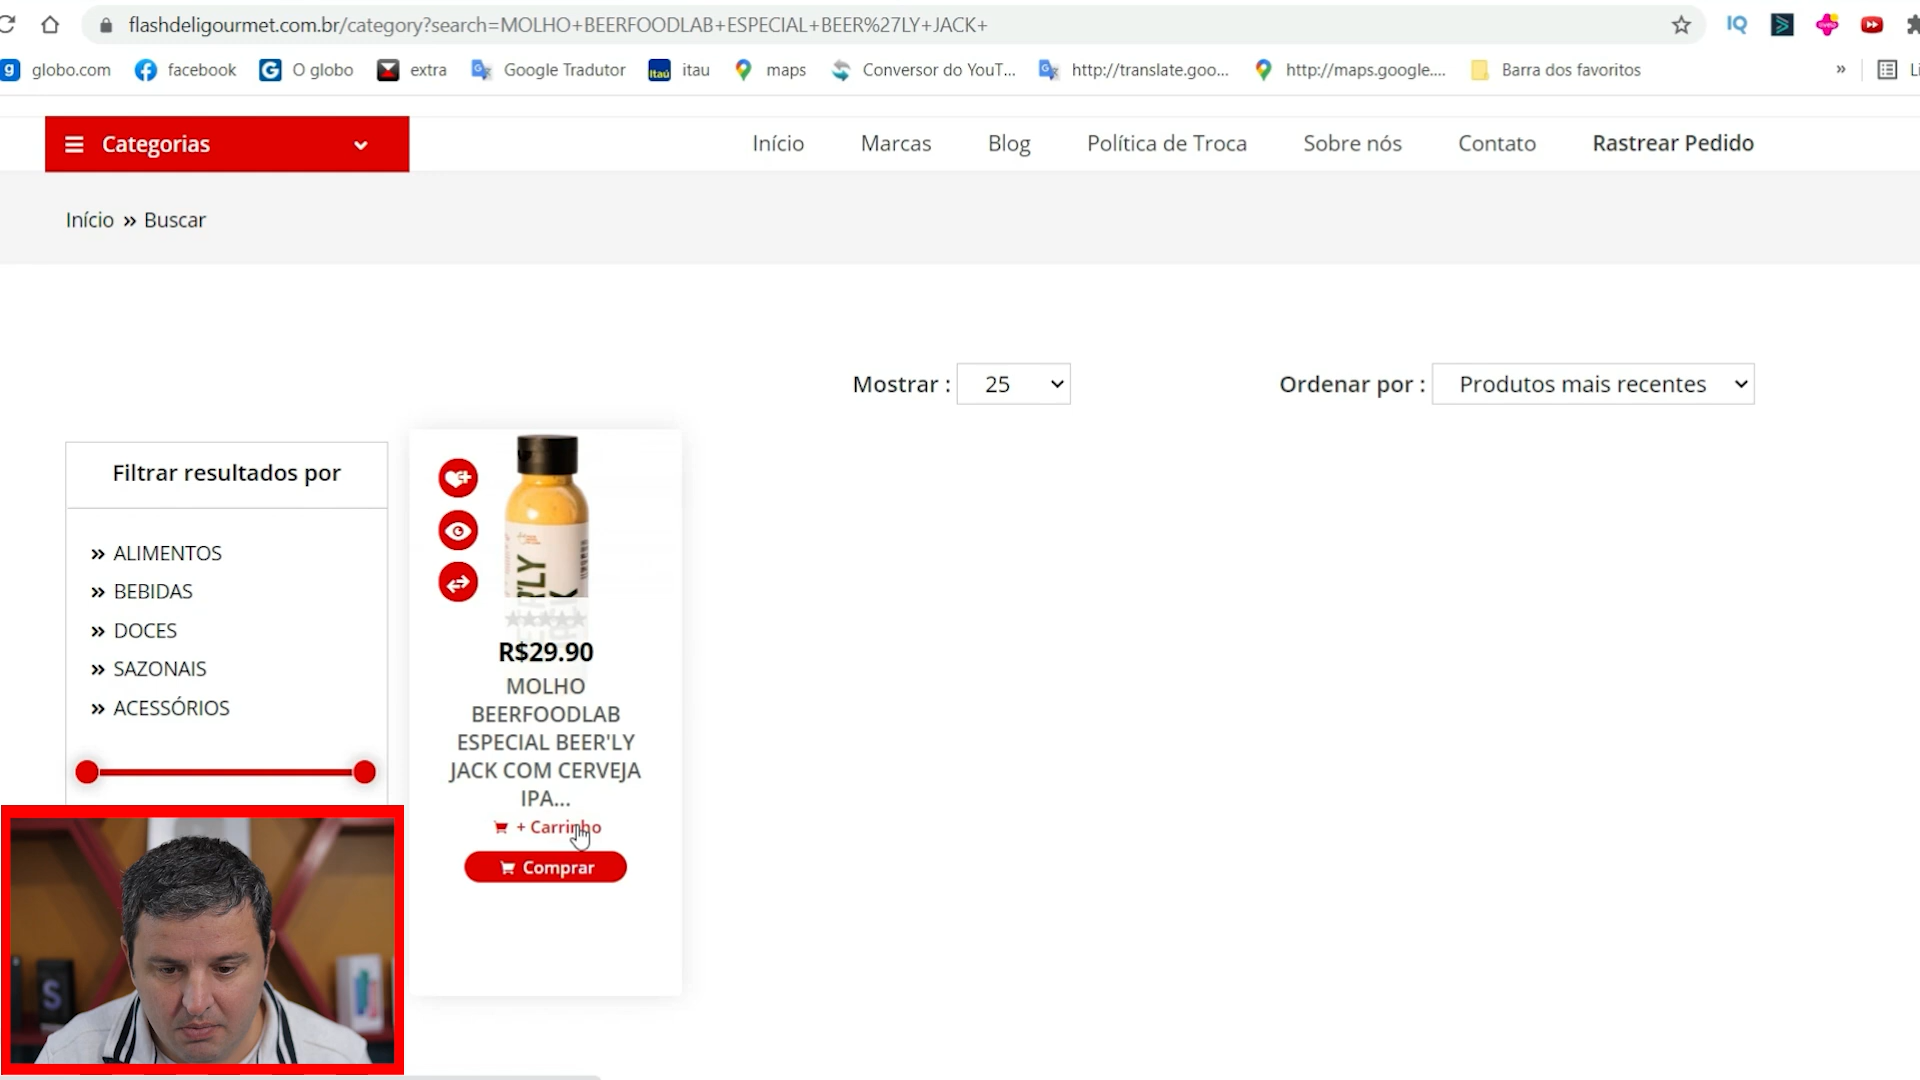 flashdeligourmet.com.br/category?search=MOLHO+BEERFOODLAB+ESPECIAL+BEER%27LY+JACK+
IQ
globo.com
facebook
O globo
extra
Google Tradutor
itau
maps
Conversor do YouT...
http://translate.goo...
http://maps.google....
Barra dos favoritos
»
Categorias
Início
Marcas
Blog
Política de Troca
Sobre nós
Contato
Rastrear Pedido
Início » Buscar
Mostrar : 25
Ordenar por : Produtos mais recentes
Filtrar resultados por
» ALIMENTOS
» BEBIDAS
» DOCES
» SAZONAIS
» ACESSÓRIOS
R$29.90
MOLHO
BEERFOODLAB
ESPECIAL BEER'LY
JACK COM CERVEJA
IPA...
+ Carrinho
Comprar